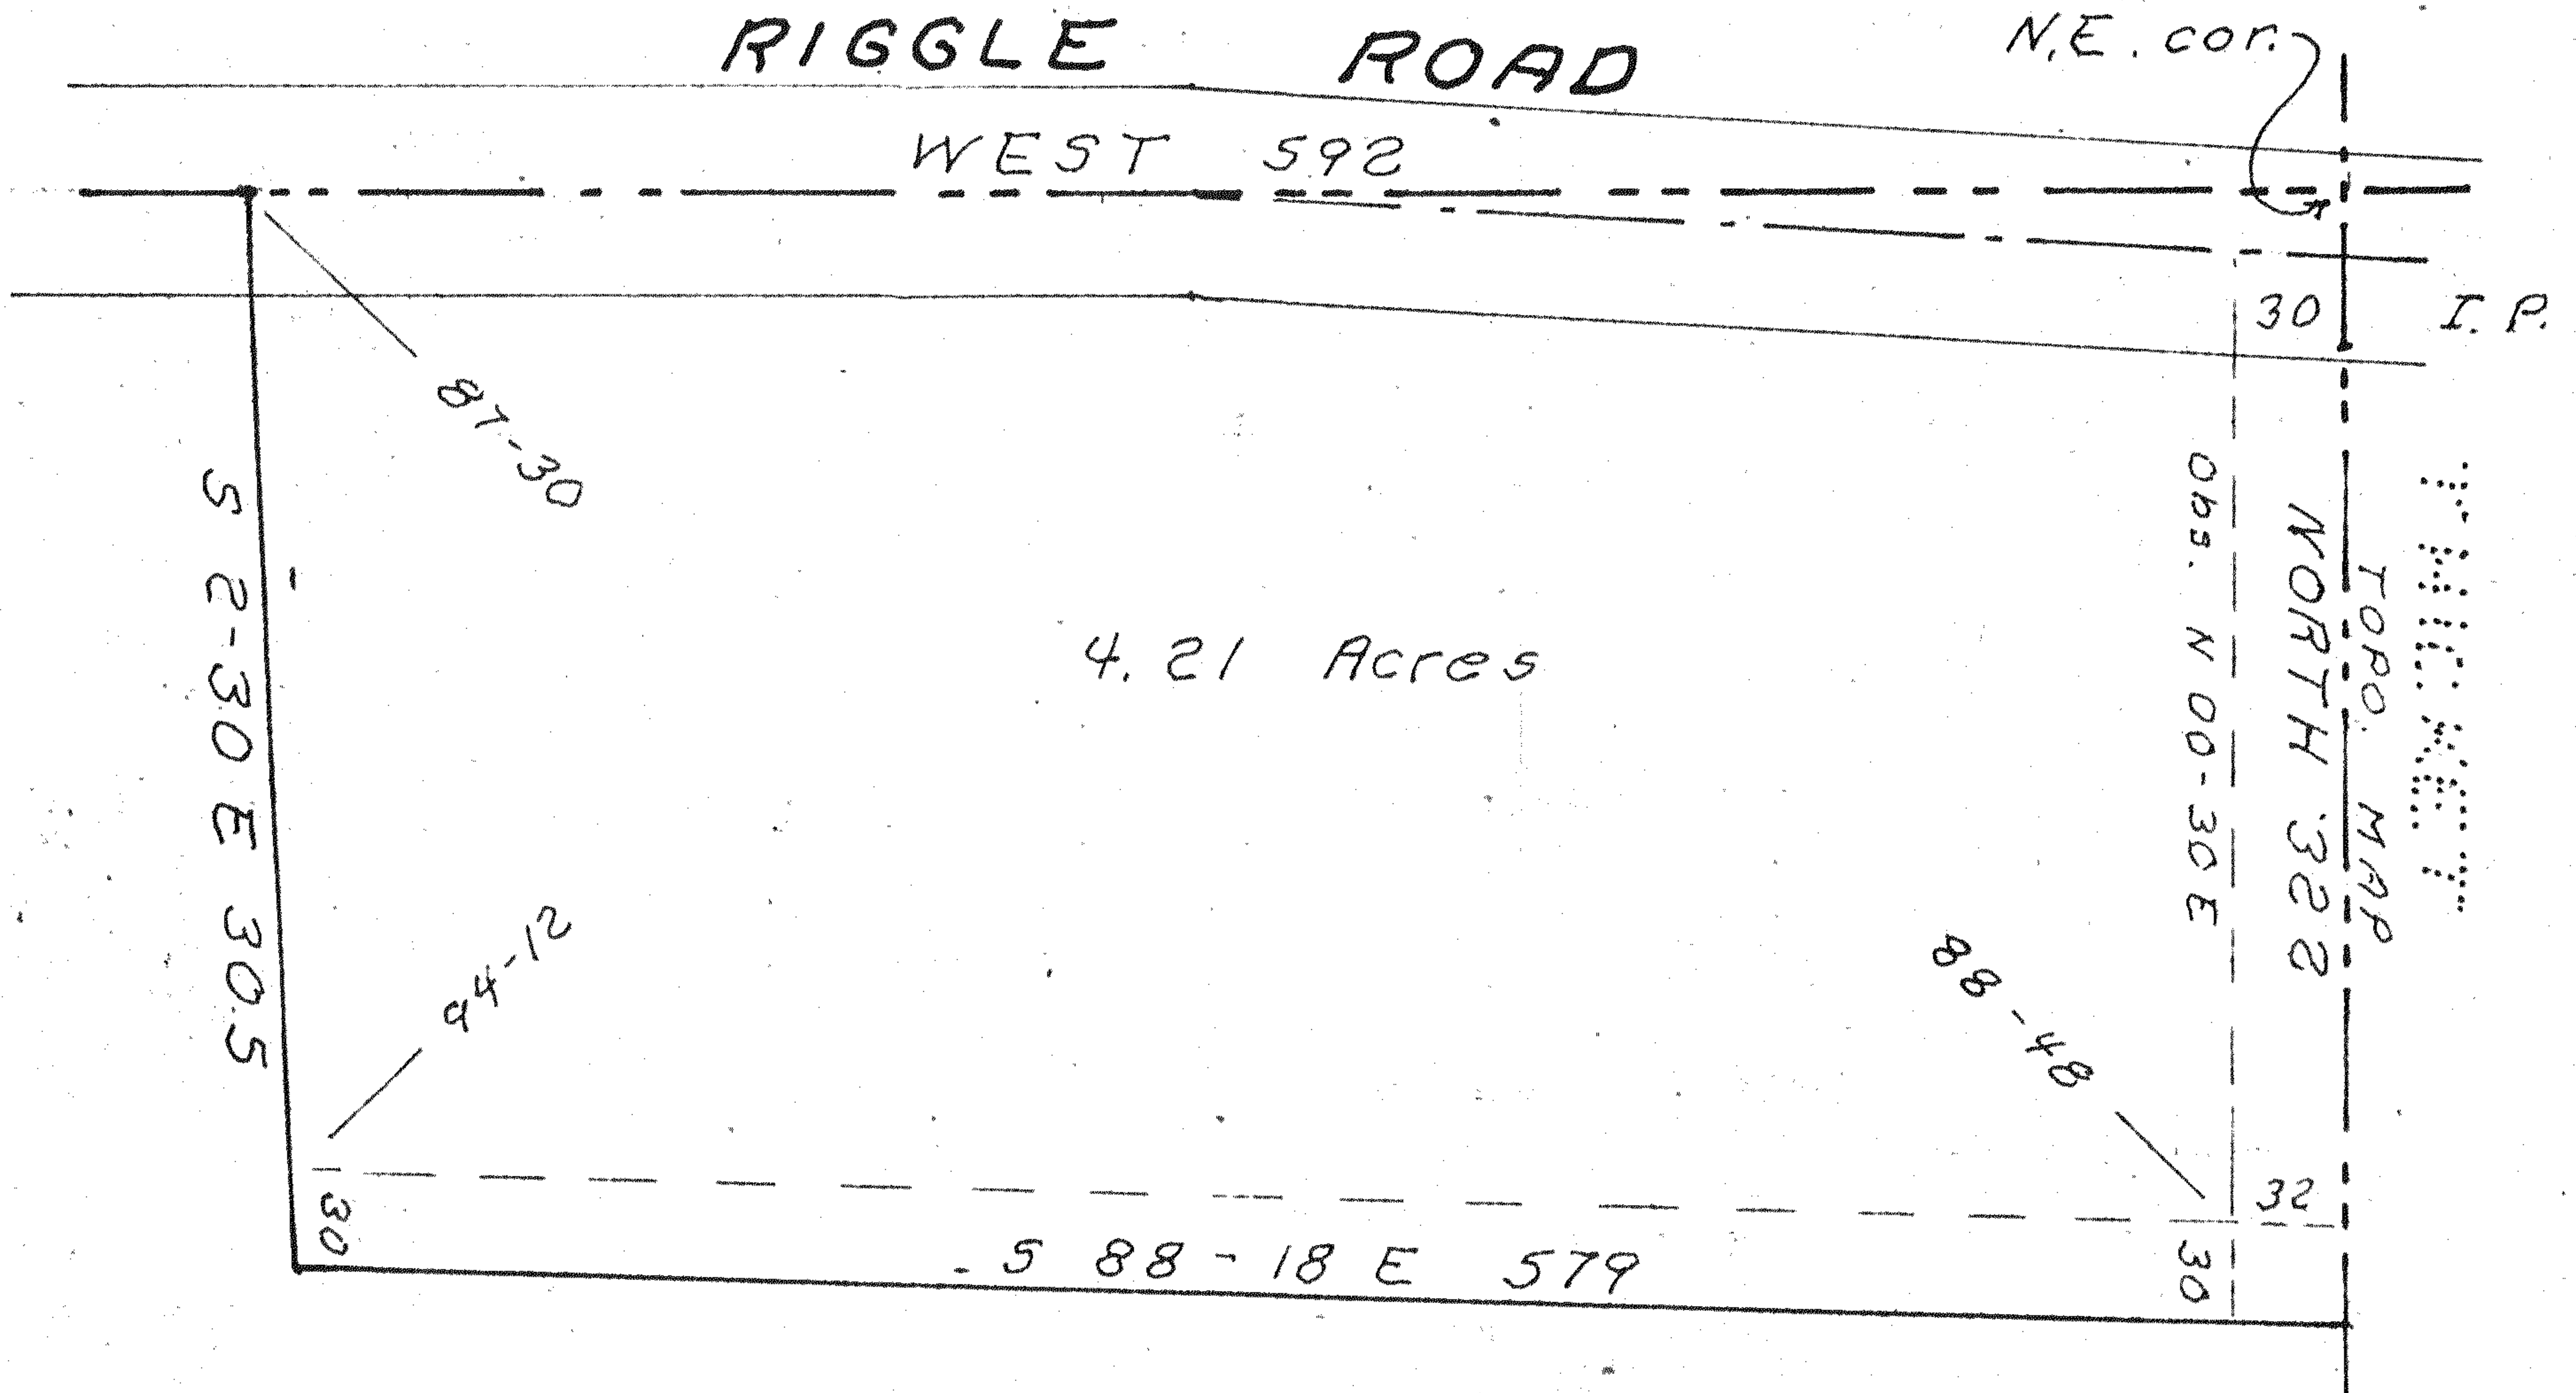 RIGGLE ROAD
N.E. cor.
WEST 592
30
I. P.
87-30
S 2-30 E 305
4.21 Acres
Obs. N 00-30 E
NORTH 322
TOPO. MAP
94-12
88-48
32
30
30
S 88-18 E 579